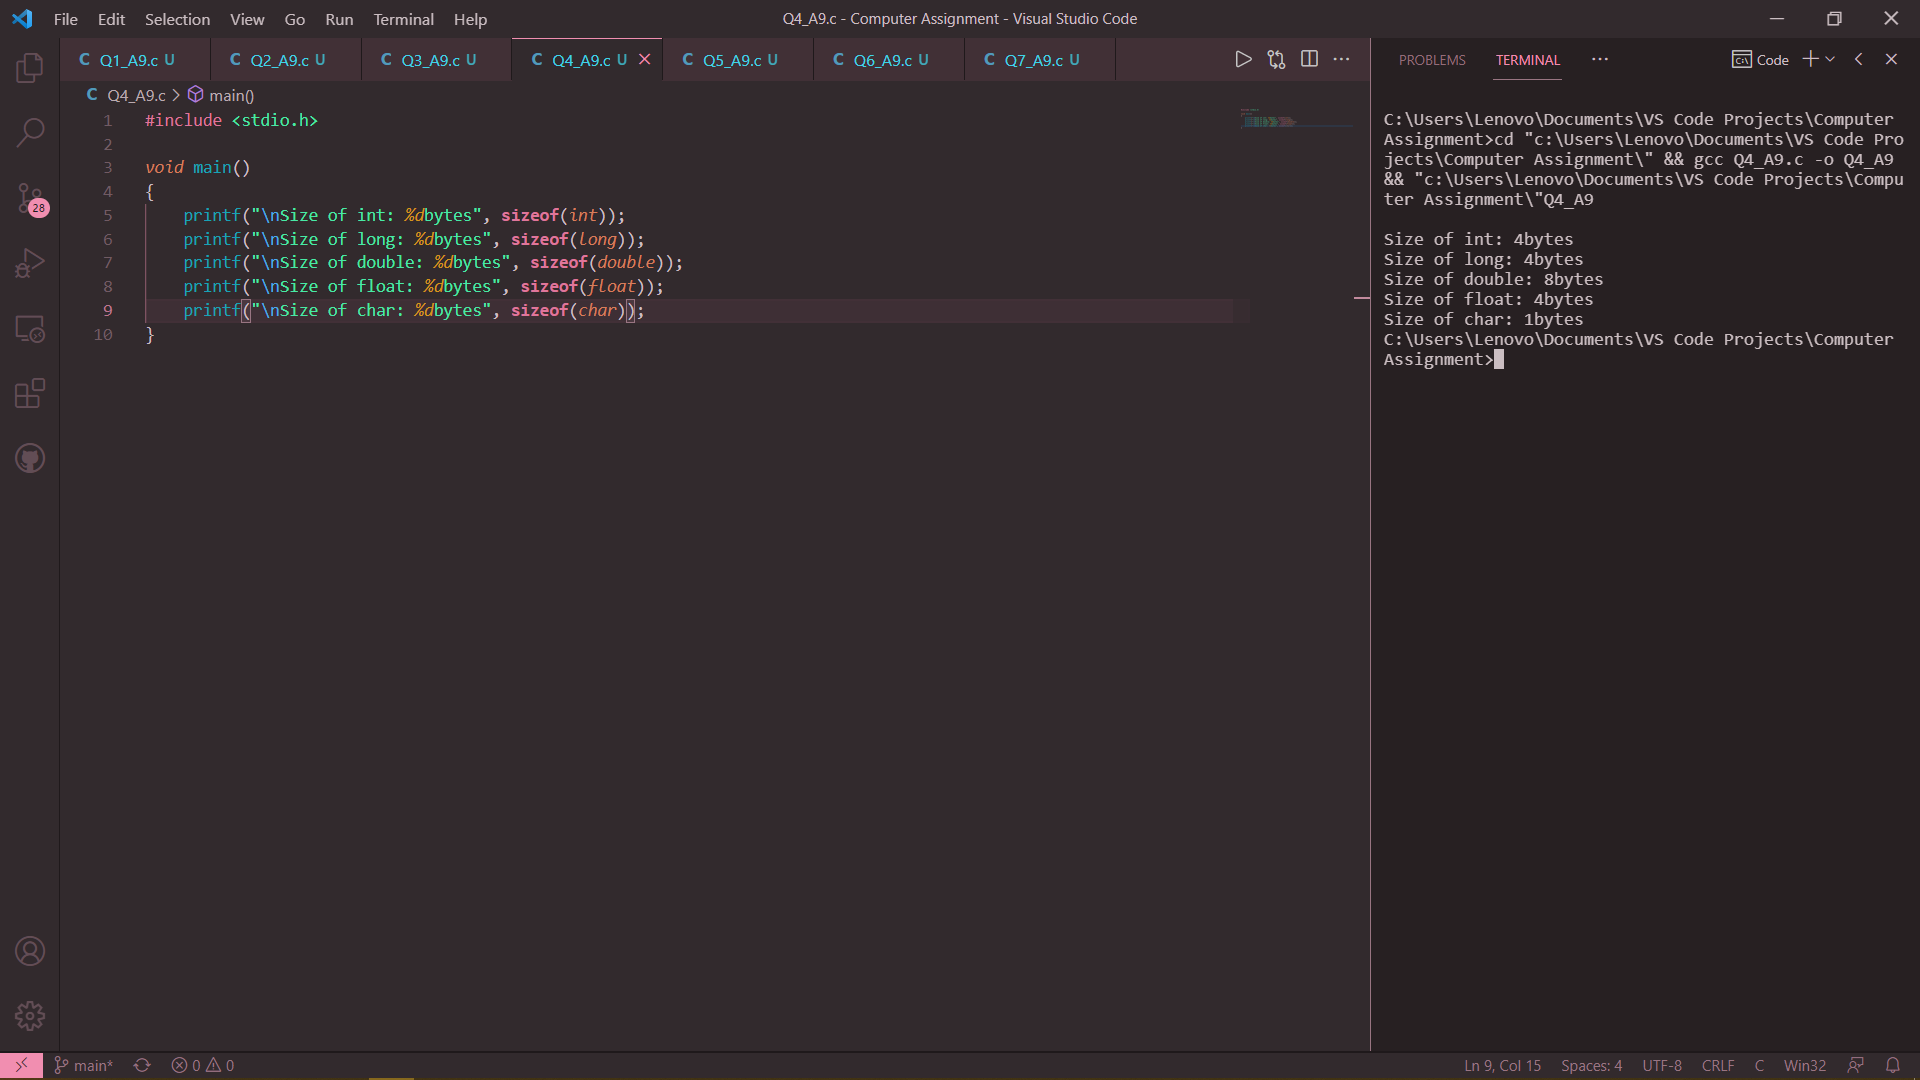 File Edit Selection View Go Run Terminal Help
Q4_A9.c - Computer Assignment - Visual Studio Code
C Q1_A9.c U C Q2_A9.c U C Q3_A9.c U C Q4_A9.c U C Q5_A9.c U C Q6_A9.c U C Q7_A9.c U
C Q4_A9.c > main()
1 #include <stdio.h>
2
3 void main()
4 {
5 printf("\nSize of int: %dbytes", sizeof(int));
6 printf("\nSize of long: %dbytes", sizeof(long));
7 printf("\nSize of double: %dbytes", sizeof(double));
8 printf("\nSize of float: %dbytes", sizeof(float));
9 printf("\nSize of char: %dbytes", sizeof(char));
10 }
28
PROBLEMS TERMINAL ··· Code
C:\Users\Lenovo\Documents\VS Code Projects\Computer
Assignment>cd "c:\Users\Lenovo\Documents\VS Code Pro
jects\Computer Assignment\" && gcc Q4_A9.c -o Q4_A9
&& "c:\Users\Lenovo\Documents\VS Code Projects\Compu
ter Assignment\"Q4_A9
Size of int: 4bytes
Size of long: 4bytes
Size of double: 8bytes
Size of float: 4bytes
Size of char: 1bytes
C:\Users\Lenovo\Documents\VS Code Projects\Computer
Assignment>
main* 0 0
Ln 9, Col 15 Spaces: 4 UTF-8 CRLF C Win32